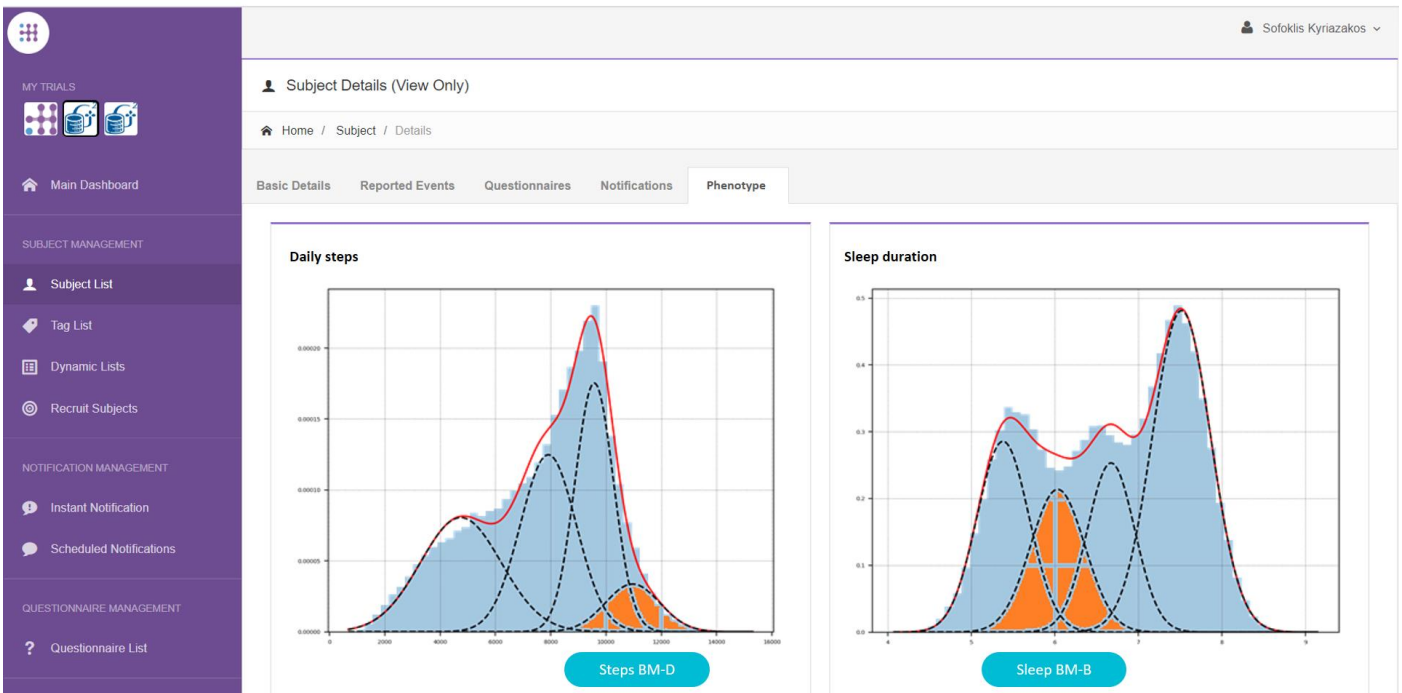 Sofoklis Kyriazakos
MY TRIALS
Main Dashboard
SUBJECT MANAGEMENT
Subject List
Tag List
Dynamic Lists
Recruit Subjects
NOTIFICATION MANAGEMENT
Instant Notification
Scheduled Notifications
QUESTIONNAIRE MANAGEMENT
? Questionnaire List
Subject Details (View Only)
Home / Subject / Details
Basic Details Reported Events Questionnaires Notifications Phenotype
Daily steps
0.00020
0.00015
0.00010
0.00005
0.00000
0 2000 4000 6000 8000 10000 12000 14000 16000
Steps BM-D
Sleep duration
0.5
0.4
0.3
0.2
0.1
0.0
4 5 6 7 8 9
Sleep BM-B